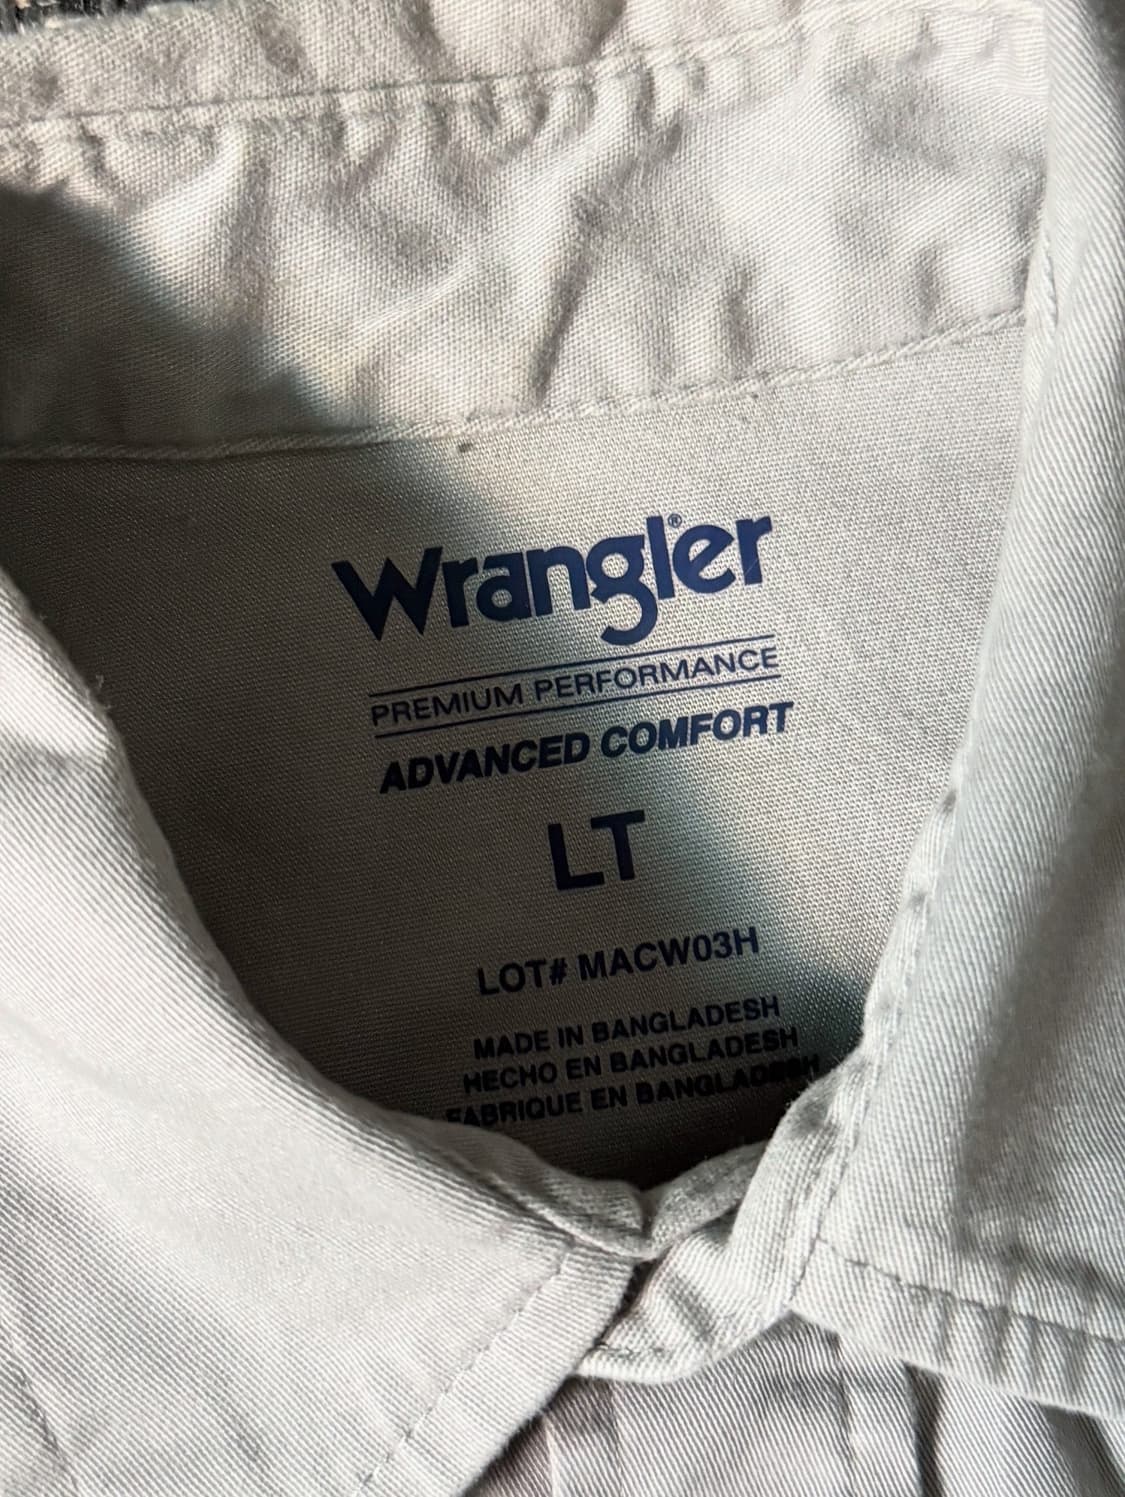 Wrangler®
PREMIUM PERFORMANCE
ADVANCED COMFORT
LT
LOT# MACW03H
MADE IN BANGLADESH
HECHO EN BANGLADESH
FABRIQUE EN BANGLADESH